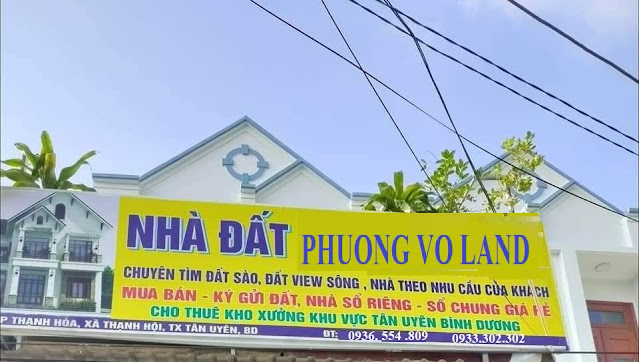 NHÀ ĐẤT PHUONG VO LAND
CHUYÊN TÌM ĐẤT SÀO, ĐẤT VIEW SÔNG , NHÀ THEO NHU CẦU CỦA KHÁCH
MUA BÁN - KÝ GỬI ĐẤT, NHÀ SỔ RIÊNG - SỔ CHUNG GIÁ RẺ
CHO THUÊ KHO XƯỞNG KHU VỰC TÂN UYÊN BÌNH DƯƠNG
P THẠNH HÒA, XÃ THẠNH HỘI, TX TÂN UYÊN, BD ĐT: 0936. 554 .809 0933.302.302